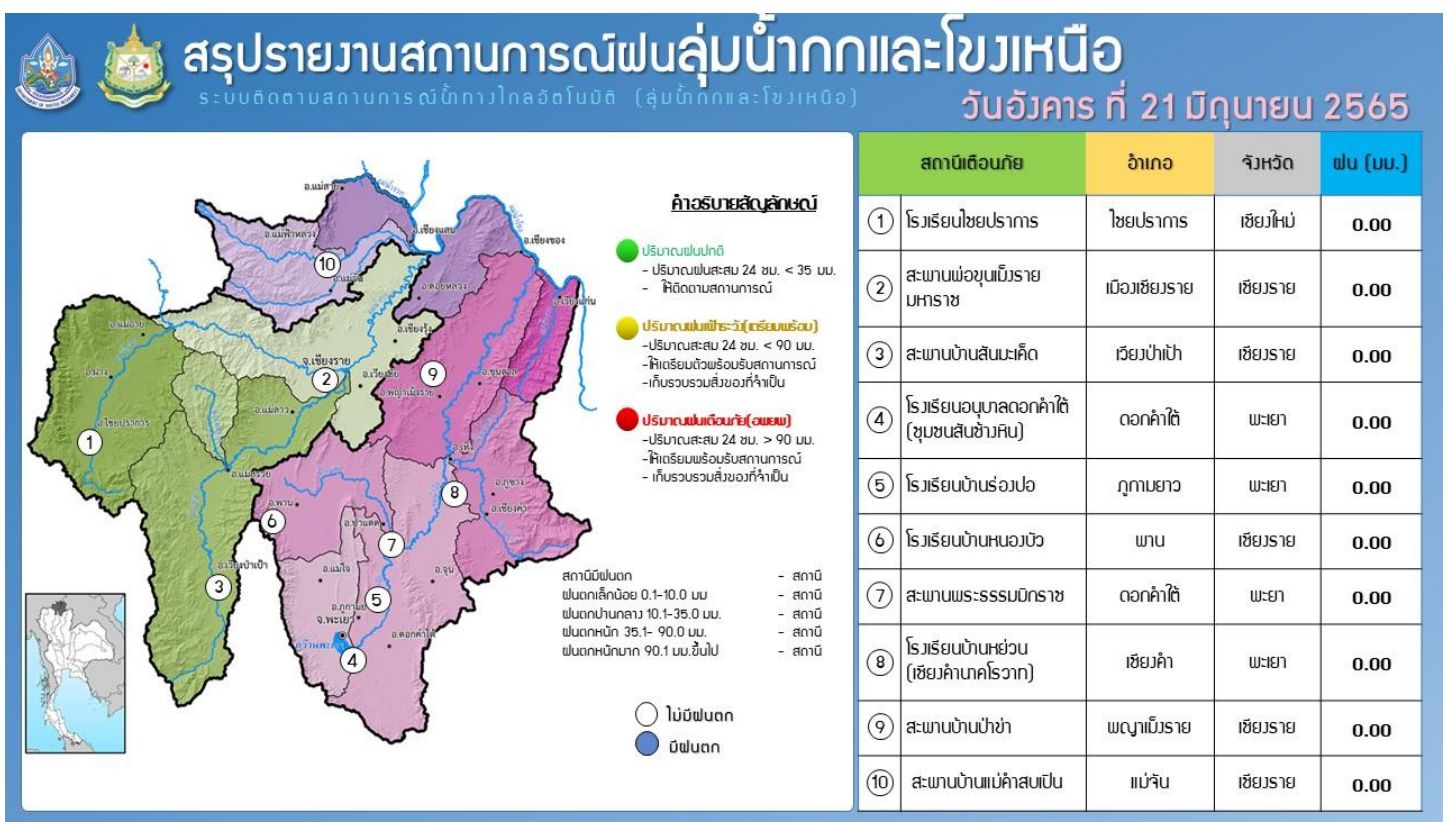 สรุปรายงานสถานการณ์ฝนลุ่มน้ำกกและโขงเหนือ
ระบบติดตามสถานการณ์น้ำทางไกลอัตโนมัติ (ลุ่มน้ำกกและโขงเหนือ)
วันอังคาร ที่ 21 มิถุนายน 2565
คำอธิบายสัญลักษณ์
ปริมาณฝนปกติ
- ปริมาณฝนสะสม 24 ชม. < 35 มม.
- ให้ติดตามสถานการณ์
ปริมาณฝนเฝ้าระวัง(เตรียมพร้อม)
-ปริมาณสะสม 24 ชม. < 90 มม.
-ให้เตรียมตัวพร้อมรับสถานการณ์
-เก็บรวบรวมสิ่งของที่จำเป็น
ปริมาณฝนเตือนภัย(อพยพ)
-ปริมาณสะสม 24 ชม. > 90 มม.
-ให้เตรียมพร้อมรับสถานการณ์
- เก็บรวบรวมสิ่งของที่จำเป็น
สถานีมีฝนตก - สถานี
ฝนตกเล็กน้อย 0.1-10.0 มม - สถานี
ฝนตกปานกลาง 10.1-35.0 มม. - สถานี
ฝนตกหนัก 35.1- 90.0 มม. - สถานี
ฝนตกหนักมาก 90.1 มม.ขึ้นไป - สถานี
ไม่มีฝนตก
มีฝนตก
อ.แม่สาย
อ.แม่ฟ้าหลวง
อ.เชียงแสน
อ.เชียงของ
10
อ.ดอยหลวง
อ.เวียงแก่น
อ.แม่อาย
อ.เชียงรุ้ง
จ.เชียงราย
อ.ฝาง
2
9
อ.ขุนตาล
อ.พญาเม็งราย
อ.แม่ลาว
อ.ไชยปราการ
1
อ.เทิง
อ.แม่สรวย
8
อ.ภูซาง
อ.พาน
อ.เชียงคำ
6
อ.ป่าแดด
7
อ.เวียงป่าเป้า
อ.แม่ใจ
อ.จุน
3
5
จ.พะเยา
อ.ดอกคำใต้
4
สถานีเตือนภัย อำเภอ จังหวัด ฝน (มม.)
1 โรงเรียนไชยปราการ ไชยปราการ เชียงใหม่ 0.00
2 สะพานพ่อขุนเม็งราย
มหาราช เมืองเชียงราย เชียงราย 0.00
3 สะพานบ้านสันมะเค็ด เวียงป่าเป้า เชียงราย 0.00
4 โรงเรียนอนุบาลดอกคำใต้
(ชุมชนสันช้างหิน) ดอกคำใต้ พะเยา 0.00
5 โรงเรียนบ้านร่องปอ ภูกามยาว พะเยา 0.00
6 โรงเรียนบ้านหนองบัว พาน เชียงราย 0.00
7 สะพานพระธรรมมิกราช ดอกคำใต้ พะยา 0.00
8 โรงเรียนบ้านหย่วน
(เชียงคำนาคโรวาท) เชียงคำ พะเยา 0.00
9 สะพานบ้านป่าข่า พญาเม็งราย เชียงราย 0.00
10 สะพานบ้านแม่คำสบเปิน แม่จัน เชียงราย 0.00